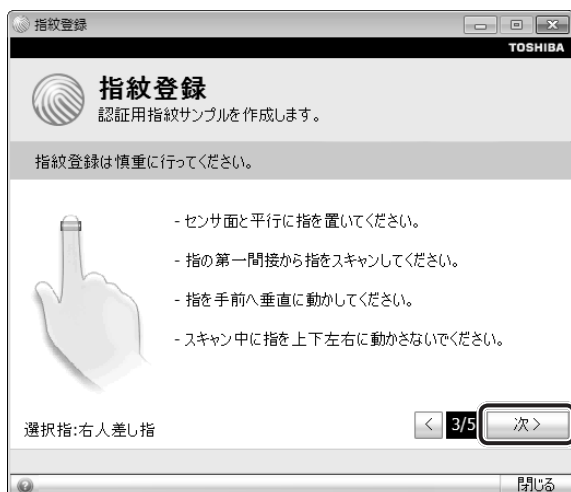 指紋登録
TOSHIBA
指紋登録
認証用指紋サンプルを作成します。
指紋登録は慎重に行ってください。
- センサ面と平行に指を置いてください。
- 指の第一間接から指をスキャンしてください。
- 指を手前へ垂直に動かしてください。
- スキャン中に指を上下左右に動かさないでください。
選択指:右人差し指
< 3/5 次 >
閉じる